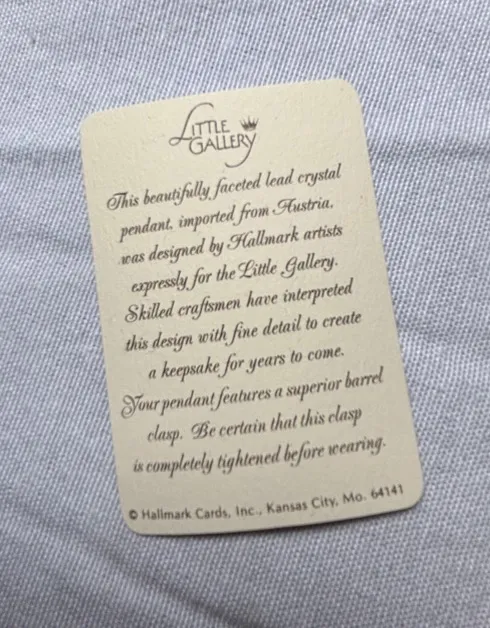 LITTLE
GALLERY
This beautifully faceted lead crystal
pendant, imported from Austria,
was designed by Hallmark artists
expressly for the Little Gallery.
Skilled craftsmen have interpreted
this design with fine detail to create
a keepsake for years to come.
Your pendant features a superior barrel
clasp. Be certain that this clasp
is completely tightened before wearing.
© Hallmark Cards, Inc., Kansas City, Mo. 64141